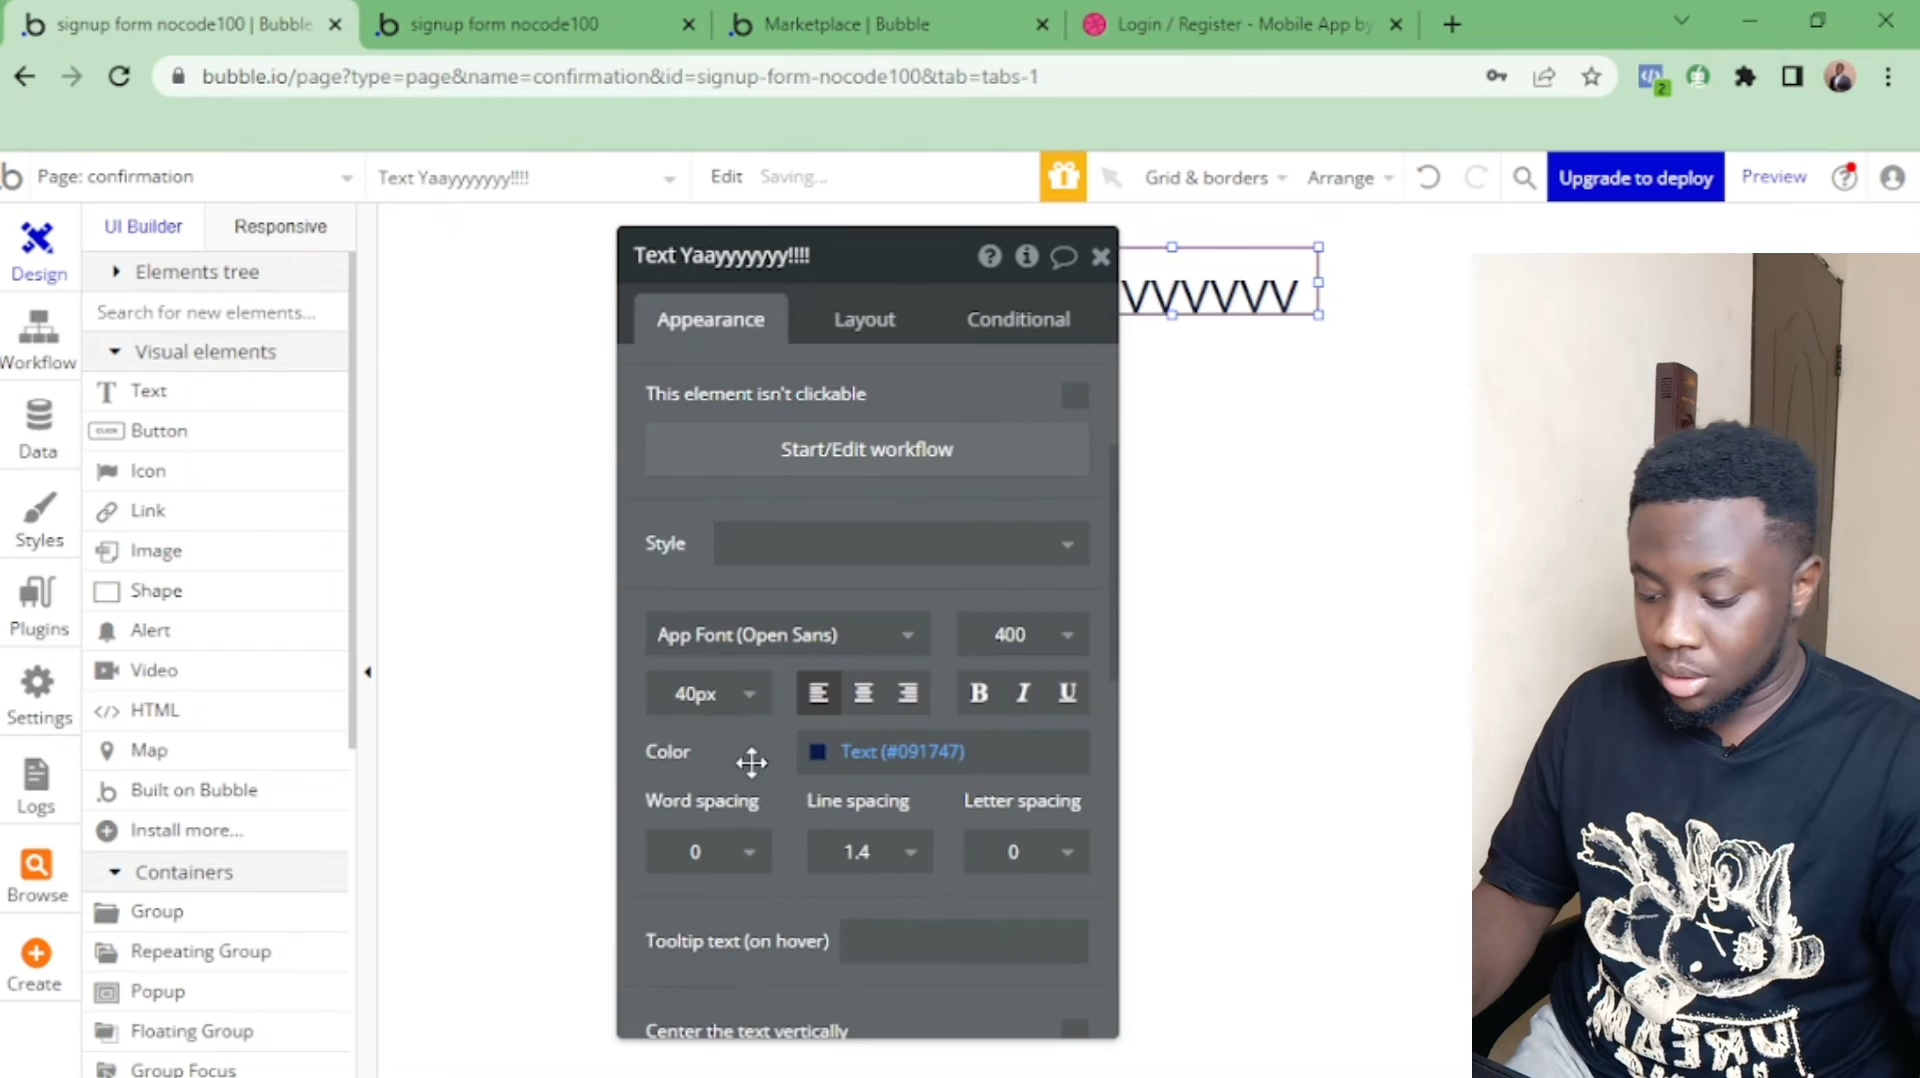 signup form nocode100 | Bubble
signup form nocode100
Marketplace | Bubble
Login / Register - Mobile App by
bubble.io/page?type=page&name=confirmation&id=signup-form-nocode100&tab=tabs-1
2
Page: confirmation
Text Yaayyyyyyy!!!!
Edit
Saving...
Grid & borders
Arrange
Upgrade to deploy
Preview
Design
Workflow
Data
Styles
Plugins
Settings
Logs
Browse
Create
UI Builder
Responsive
Elements tree
Search for new elements...
Visual elements
Text
Button
Icon
Link
Image
Shape
Alert
Video
HTML
Map
Built on Bubble
Install more...
Containers
Group
Repeating Group
Popup
Floating Group
Group Focus
Text Yaayyyyyyy!!!!
Appearance
Layout
Conditional
This element isn't clickable
Start/Edit workflow
Style
App Font (Open Sans)
400
40px
B
I
U
Color
Text (#091747)
Word spacing
Line spacing
Letter spacing
0
1.4
0
Tooltip text (on hover)
Center the text vertically